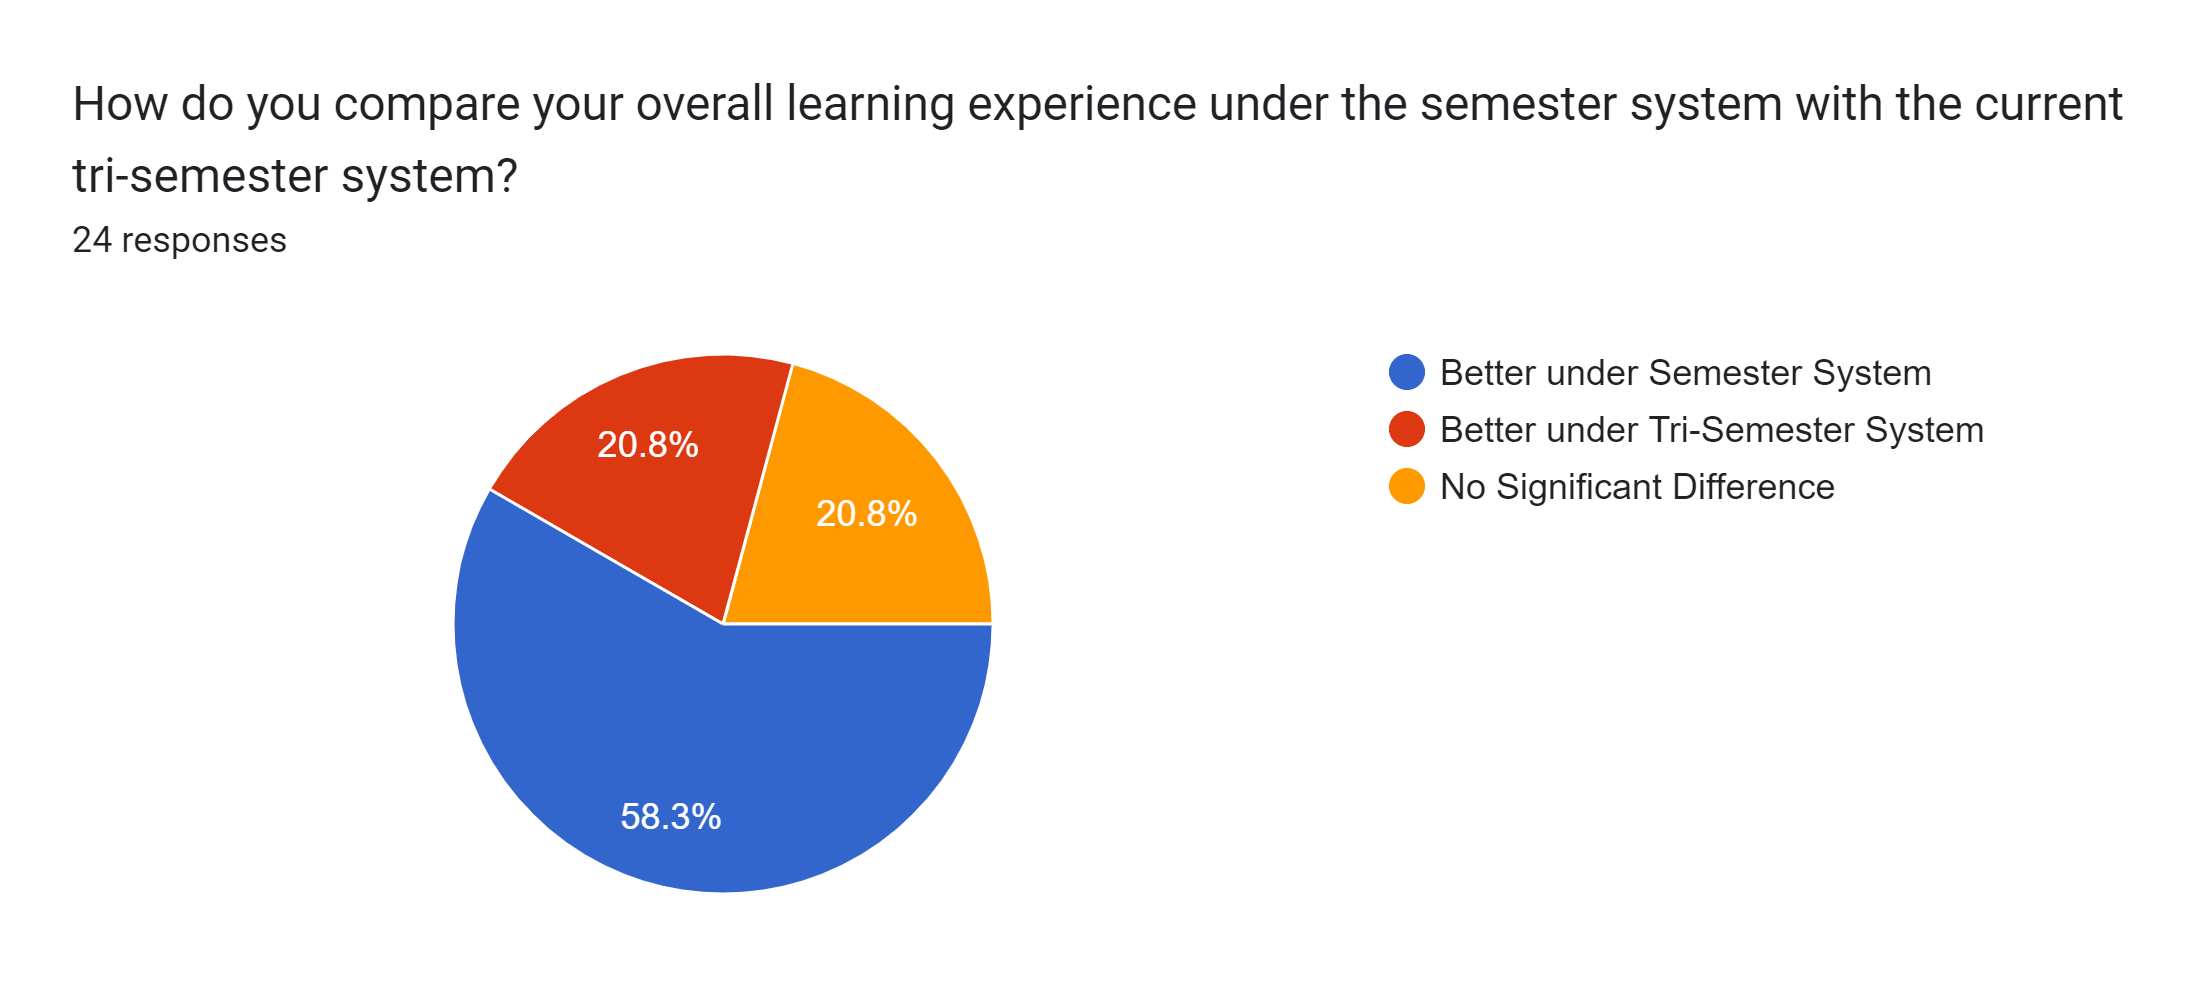 How do you compare your overall learning experience under the semester system with the current
tri-semester system?
24 responses
20.8%
20.8%
58.3%
Better under Semester System
Better under Tri-Semester System
No Significant Difference